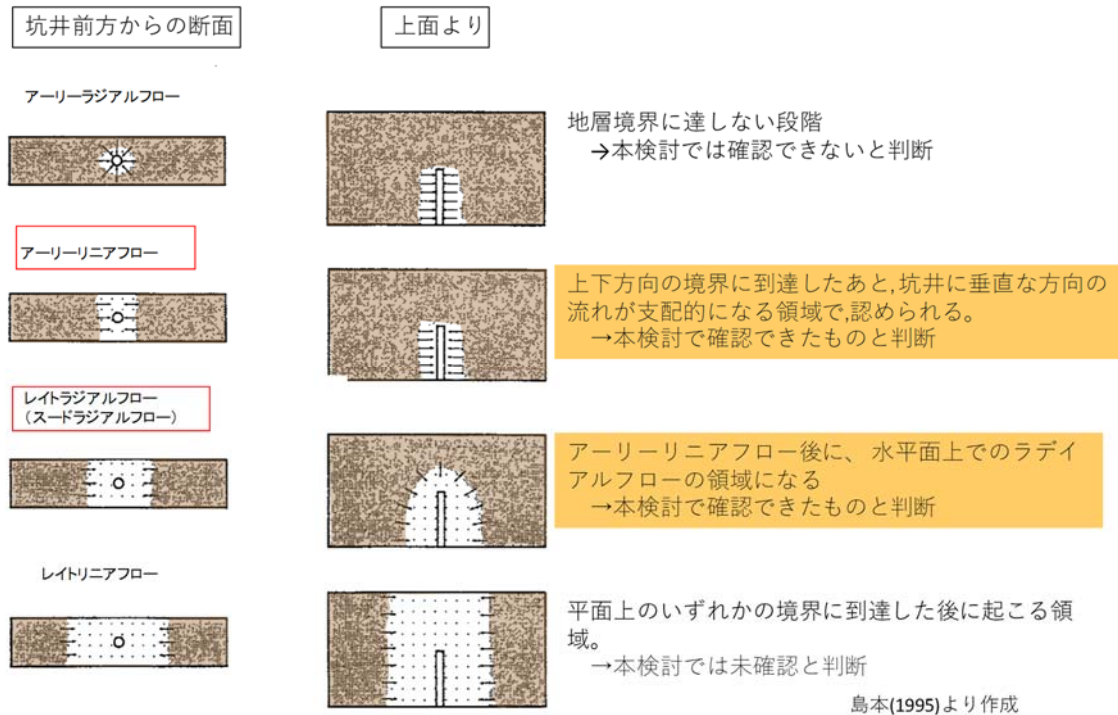 坑井前方からの断面
上面より
アーリーラジアルフロー
地層境界に達しない段階
→本検討では確認できないと判断
アーリーリニアフロー
上下方向の境界に到達したあと,坑井に垂直な方向の
流れが支配的になる領域で,認められる。
→本検討で確認できたものと判断
レイトラジアルフロー
（スードラジアルフロー）
アーリーリニアフロー後に、 水平面上でのラデイ
アルフローの領域になる
→本検討で確認できたものと判断
レイトリニアフロー
平面上のいずれかの境界に到達した後に起こる領
域。
→本検討では未確認と判断
島本(1995)より作成